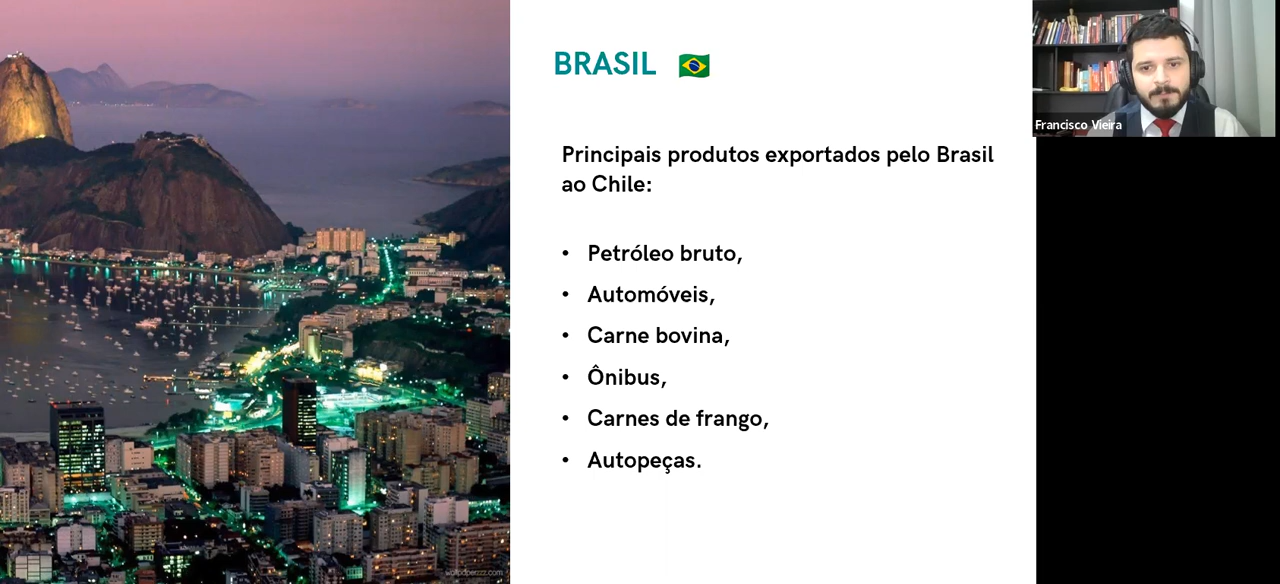 BRASIL
Francisco Vieira
Principais produtos exportados pelo Brasil
ao Chile:
• Petróleo bruto,
• Automóveis,
• Carne bovina,
• Ônibus,
• Carnes de frango,
• Autopeças.